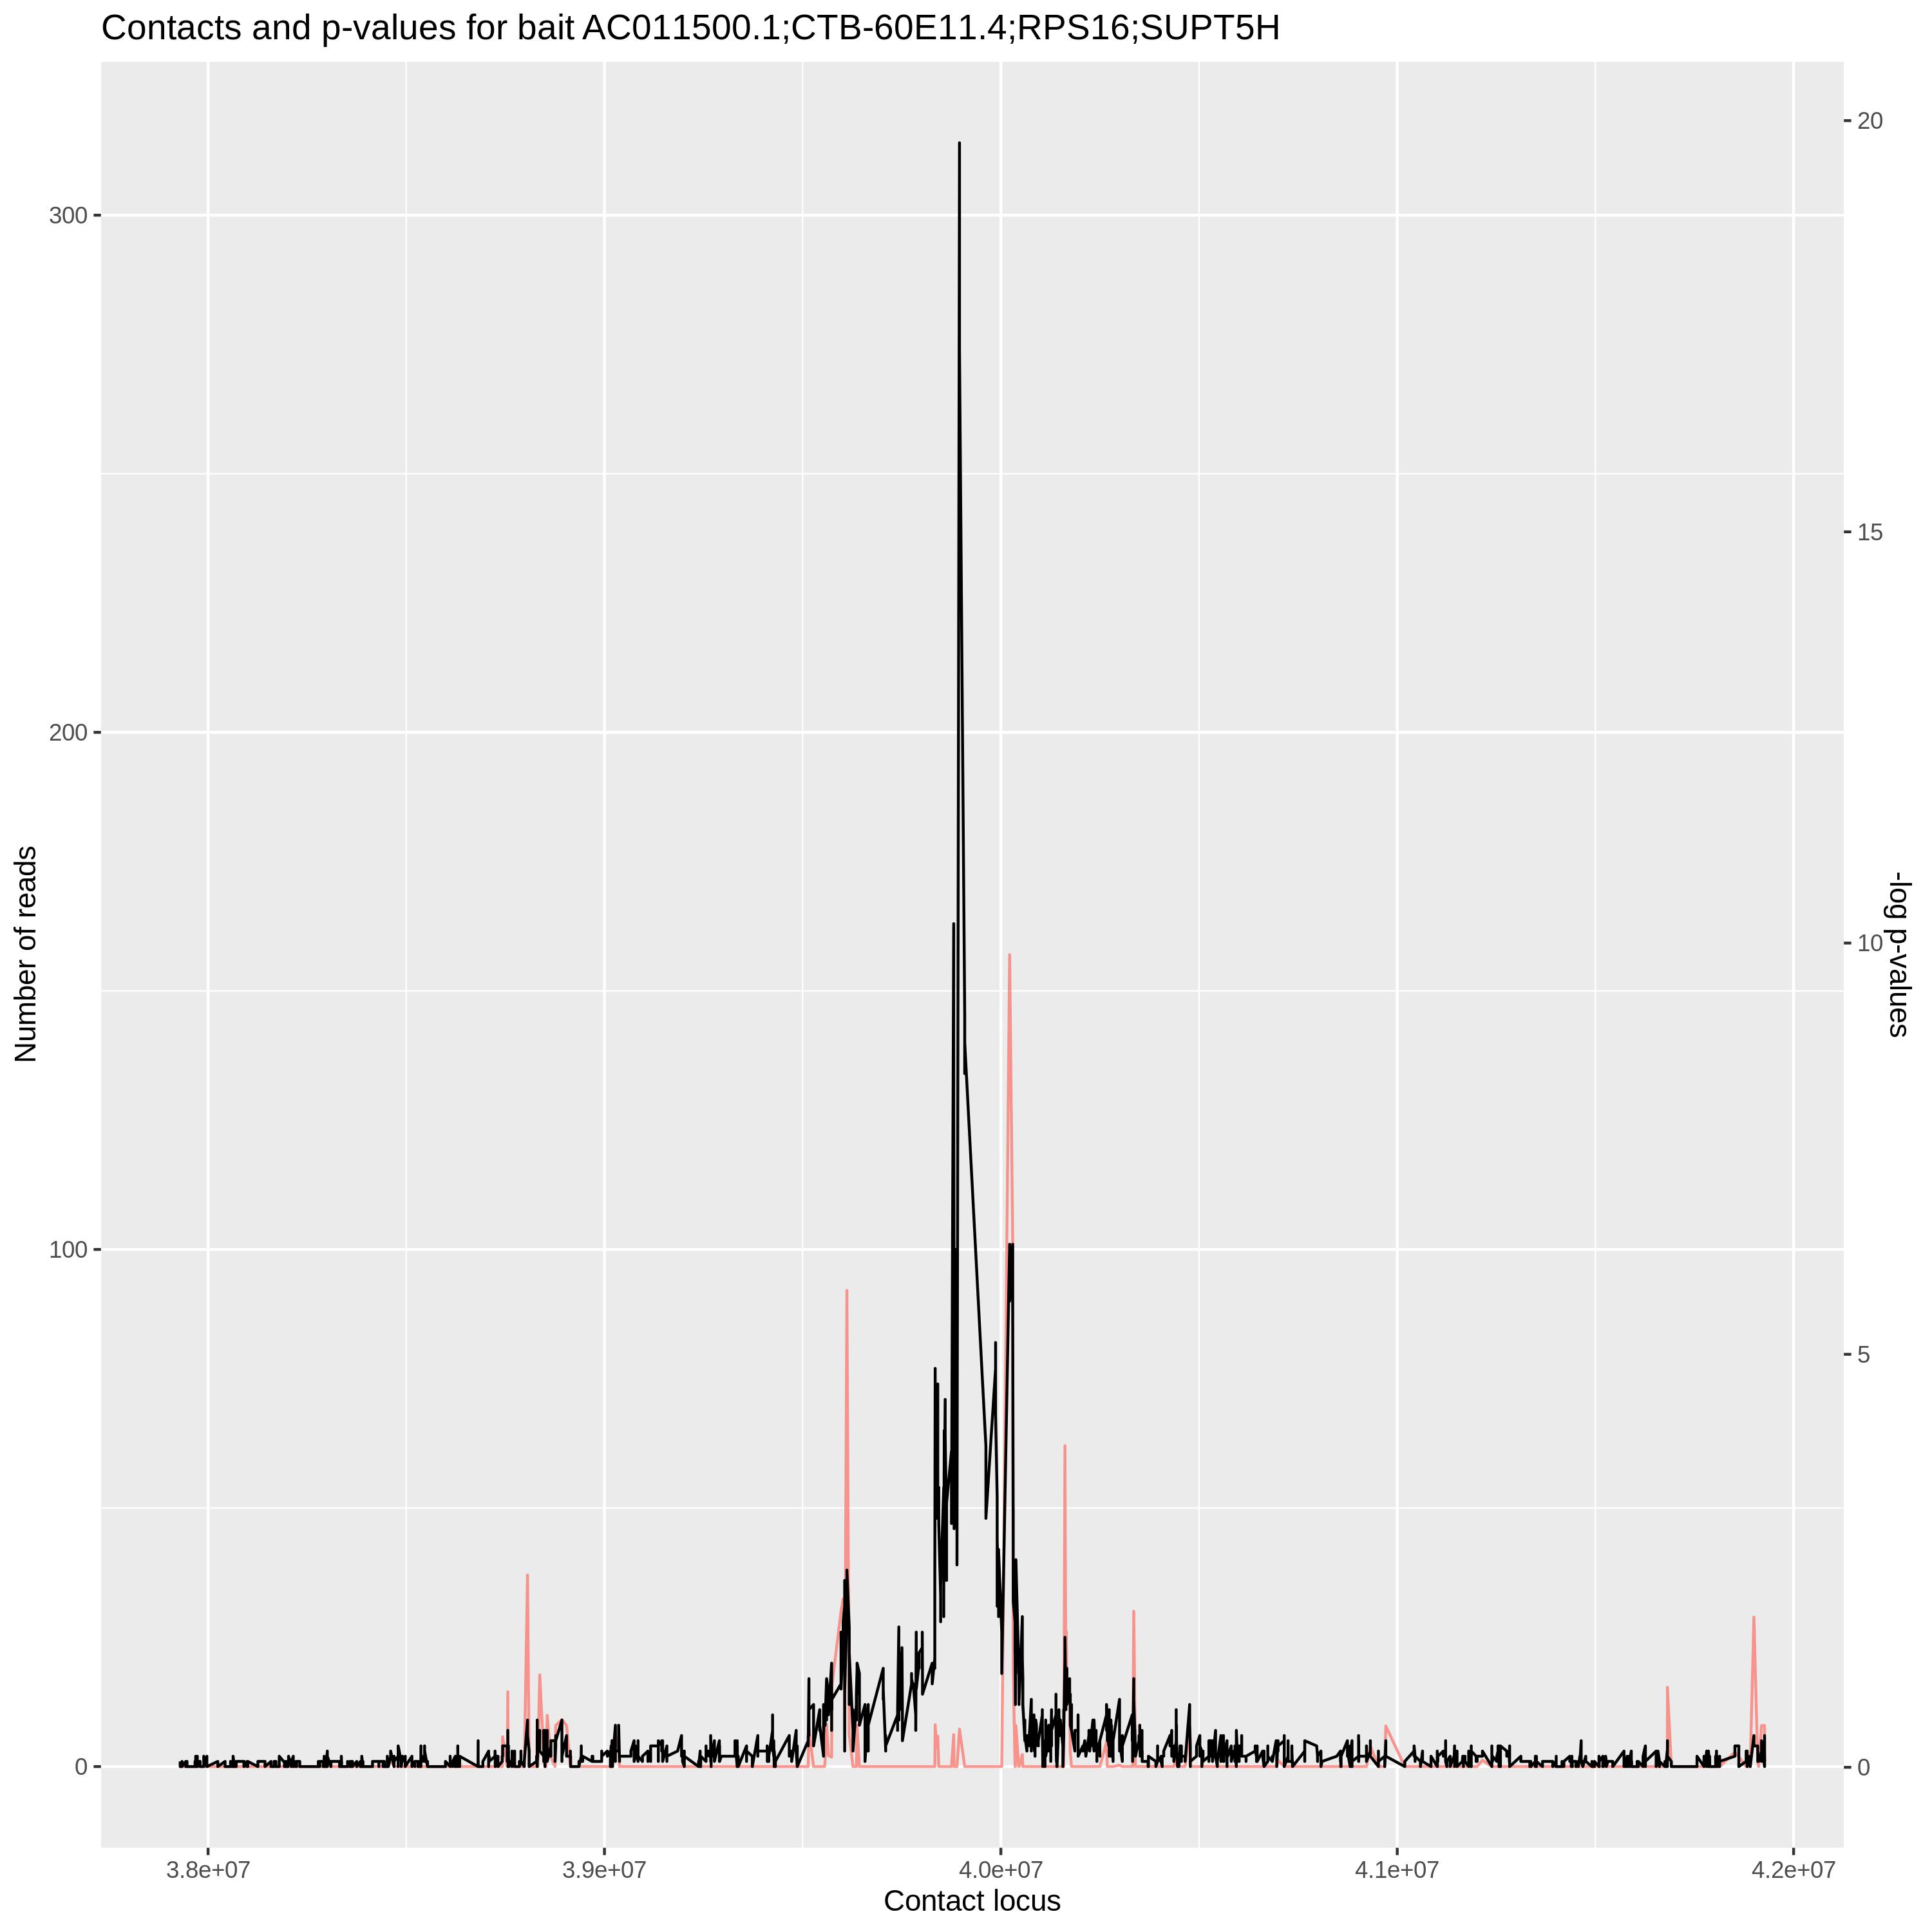 Contacts and p-values for bait AC011500.1;CTB-60E11.4;RPS16;SUPT5H
300
200
100
0
Number of reads
20
15
10
5
0
-log p-values
3.8e+07 3.9e+07 4.0e+07 4.1e+07 4.2e+07
Contact locus